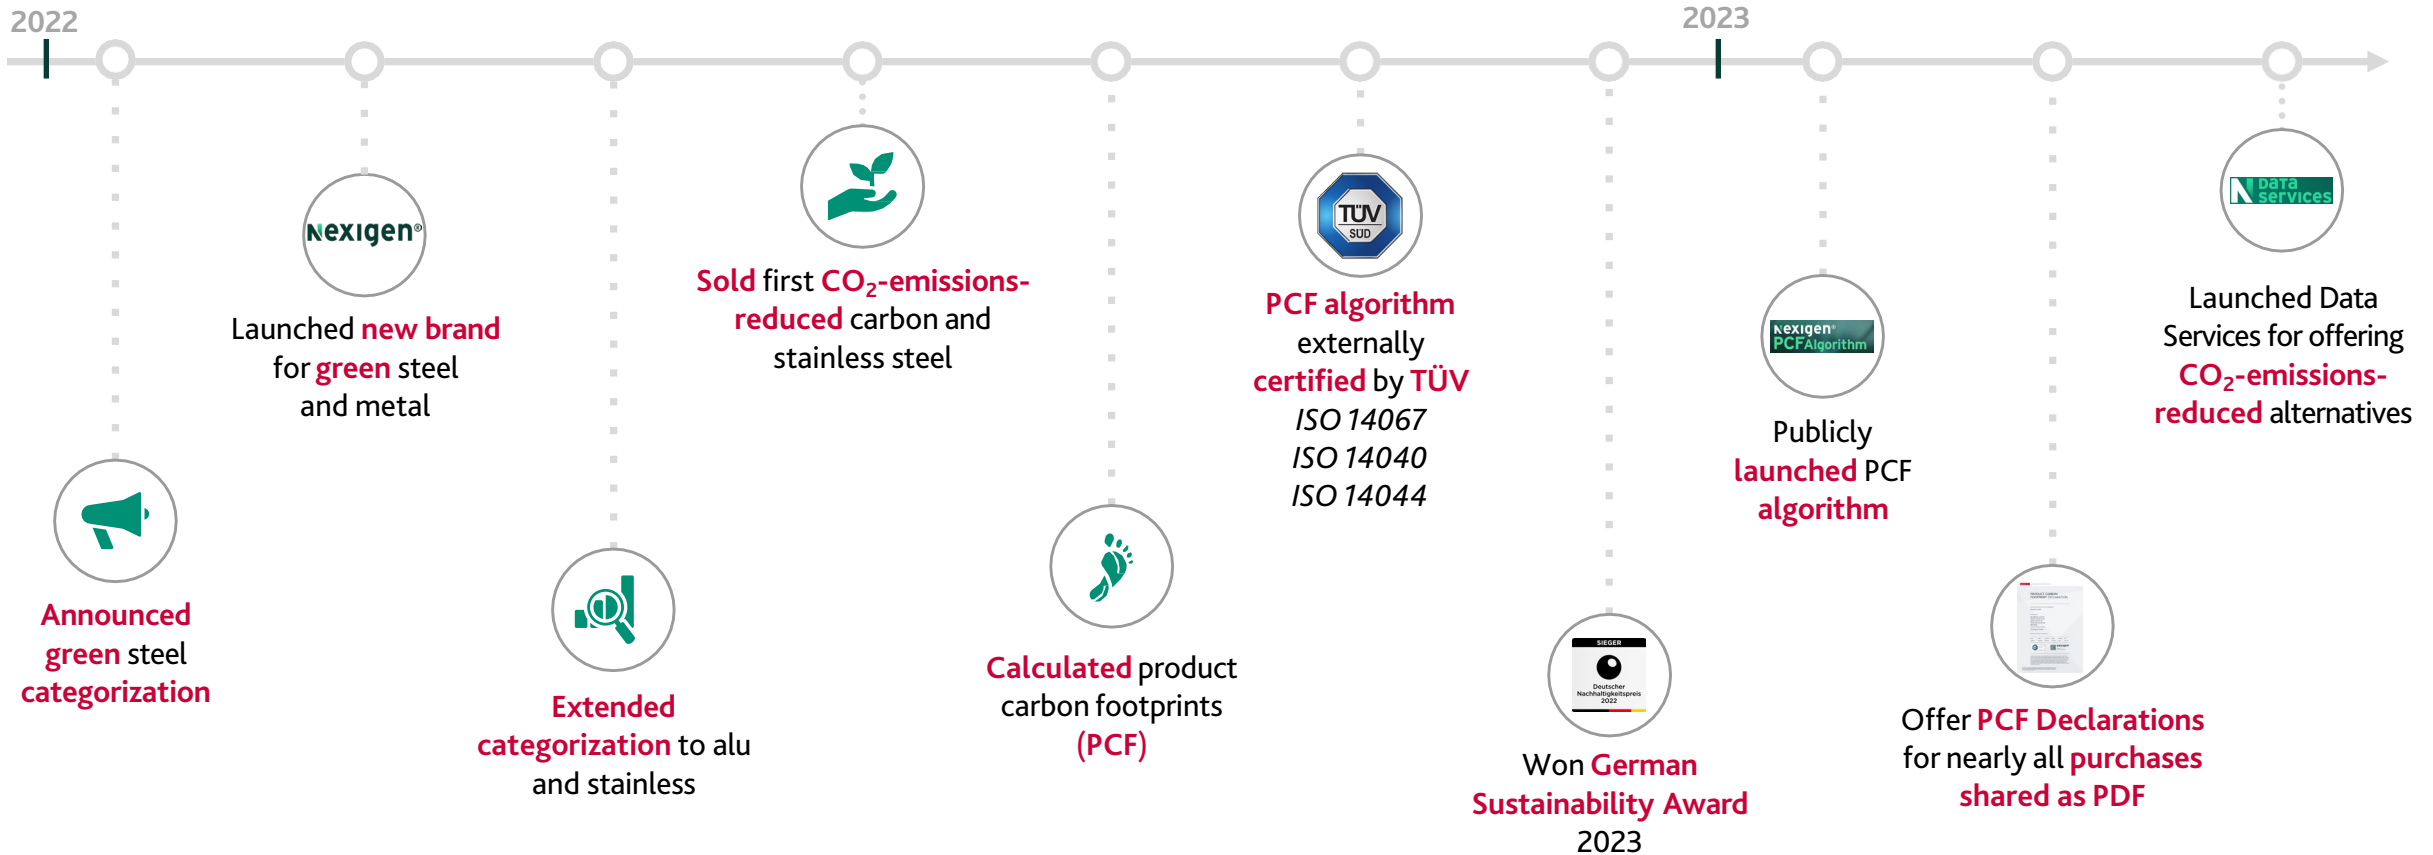 2022
2023
Announced
green steel
categorization
Nexigen®
Launched new brand
for green steel
and metal
Extended
categorization to alu
and stainless
Sold first CO₂-emissions-
reduced carbon and
stainless steel
Calculated product
carbon footprints
(PCF)
TÜV
SÜD
PCF algorithm
externally
certified by TÜV
ISO 14067
ISO 14040
ISO 14044
SIEGER
Deutscher
Nachhaltigkeitspreis
2022
Won German
Sustainability Award
2023
Nexigen®
PCFAlgorithm
Publicly
launched PCF
algorithm
PRODUCT CARBON
FOOTPRINT DECLARATION
Offer PCF Declarations
for nearly all purchases
shared as PDF
N Data
services
Launched Data
Services for offering
CO₂-emissions-
reduced alternatives